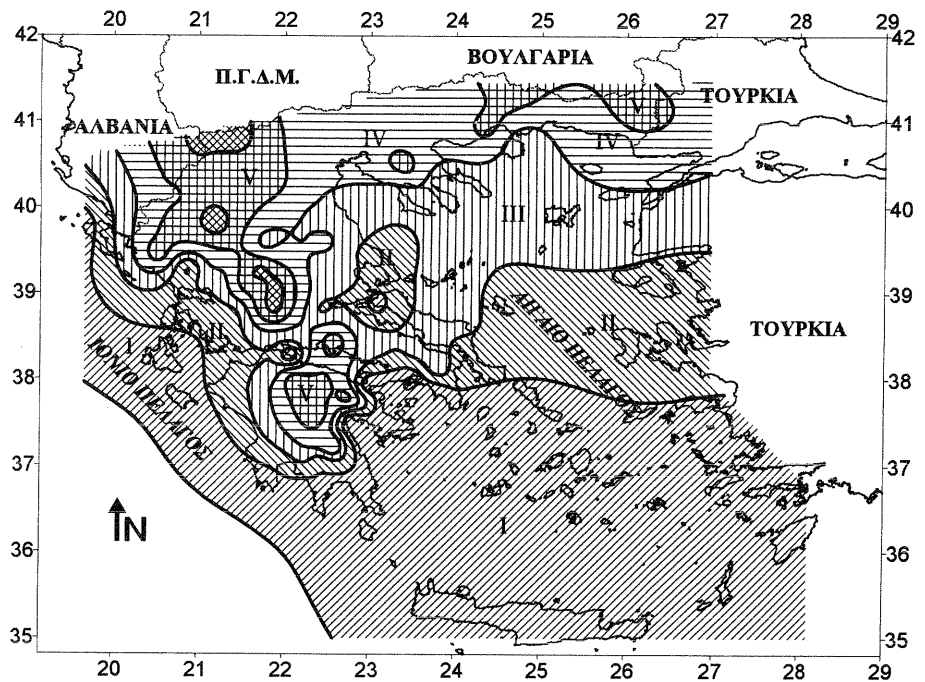 20 21 22 23 24 25 26 27 28 29
42 42
ΒΟΥΛΓΑΡΙΑ
Π.Γ.Δ.Μ.
ΤΟΥΡΚΙΑ
V
ΑΛΒΑΝΙΑ
41 41
IV IV
V
40 40
III
II
39 39
ΑΙΓΑΙΟ ΠΕΛΑΓΟΣ
II
II
ΤΟΥΡΚΙΑ
I
ΙΟΝΙΟ ΠΕΛΑΓΟΣ
38 38
V
37 37
N
I
36 36
35 35
20 21 22 23 24 25 26 27 28 29